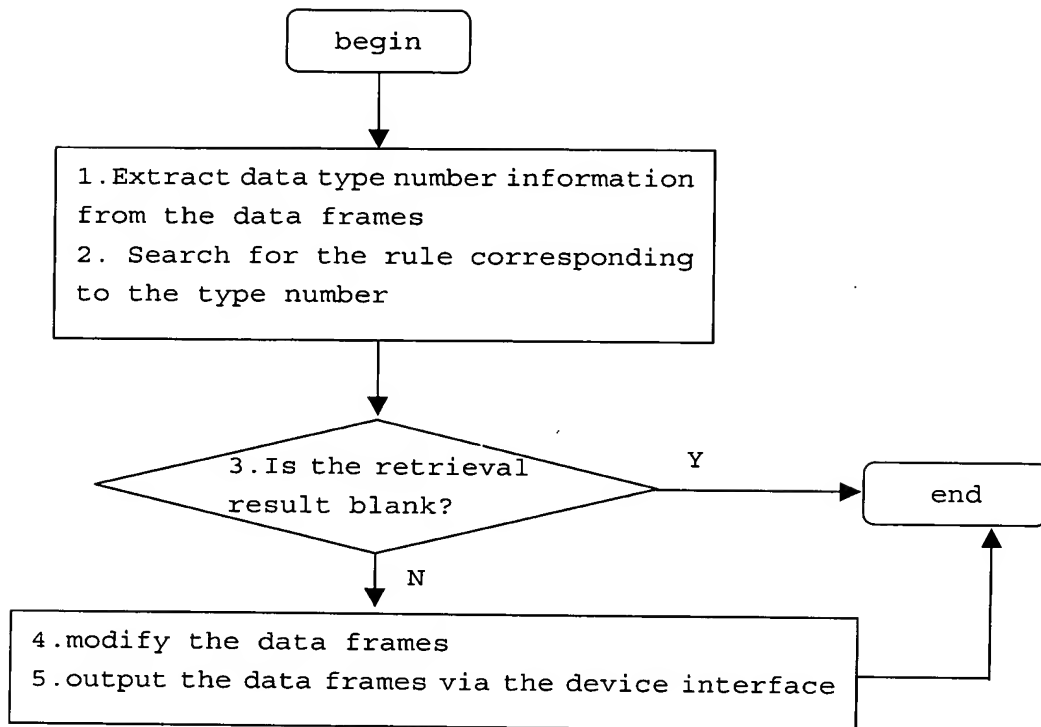 begin
1.Extract data type number information
from the data frames
2. Search for the rule corresponding
to the type number
3.Is the retrieval
result blank?
Y
end
N
4.modify the data frames
5.output the data frames via the device interface